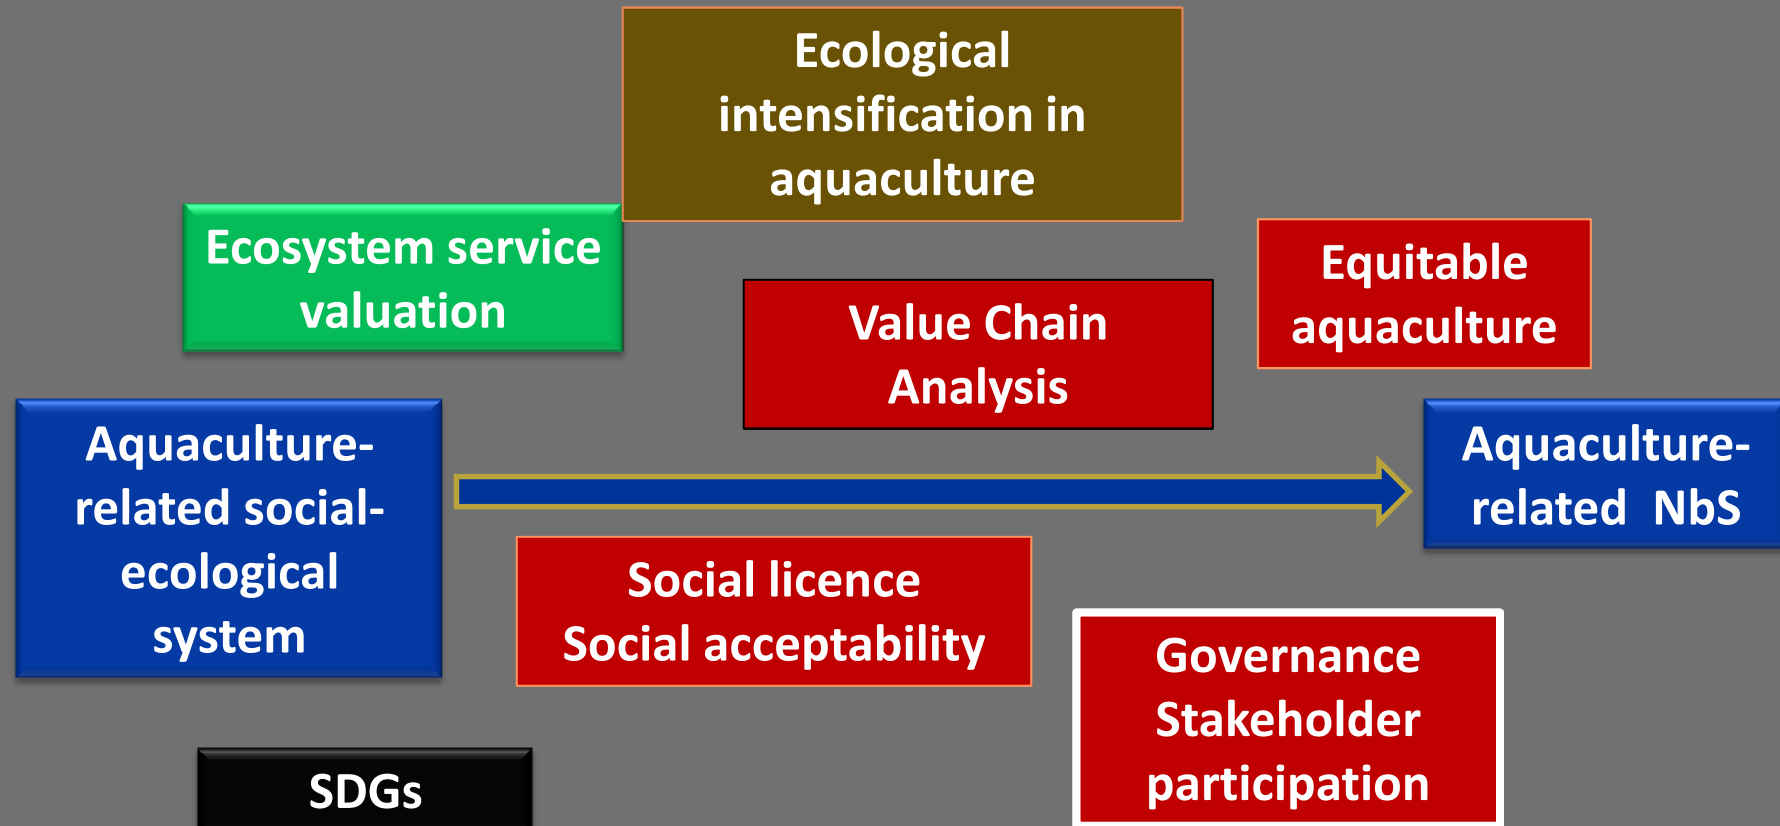 Ecological
intensification in
aquaculture
Ecosystem service
valuation
Equitable
aquaculture
Value Chain
Analysis
Aquaculture-
related social-
ecological
system
Aquaculture-
related  NbS
Social licence
Social acceptability
Governance
Stakeholder
participation
SDGs